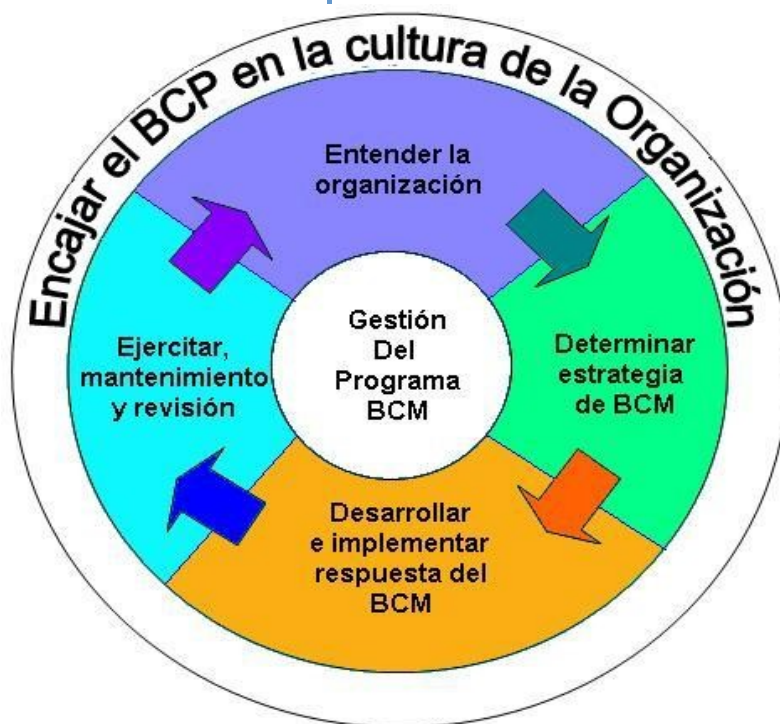 Encajar el BCP en la cultura de la Organización
Entender la
organización
Determinar
estrategia
de BCM
Desarrollar
e implementar
respuesta del
BCM
Ejercitar,
mantenimiento
y revisión
Gestión
Del
Programa
BCM